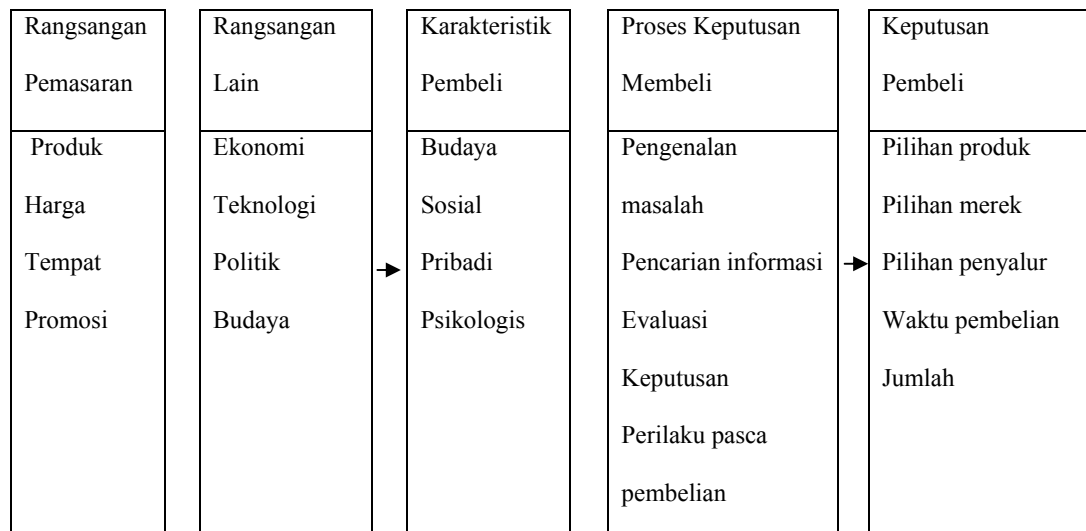 Rangsangan
Pemasaran
Produk
Harga
Tempat
Promosi
Rangsangan
Lain
Ekonomi
Teknologi
Politik
Budaya
Karakteristik
Pembeli
Budaya
Sosial
Pribadi
Psikologis
Proses Keputusan
Membeli
Pengenalan
masalah
Pencarian informasi
Evaluasi
Keputusan
Perilaku pasca
pembelian
Keputusan
Pembeli
Pilihan produk
Pilihan merek
Pilihan penyalur
Waktu pembelian
Jumlah